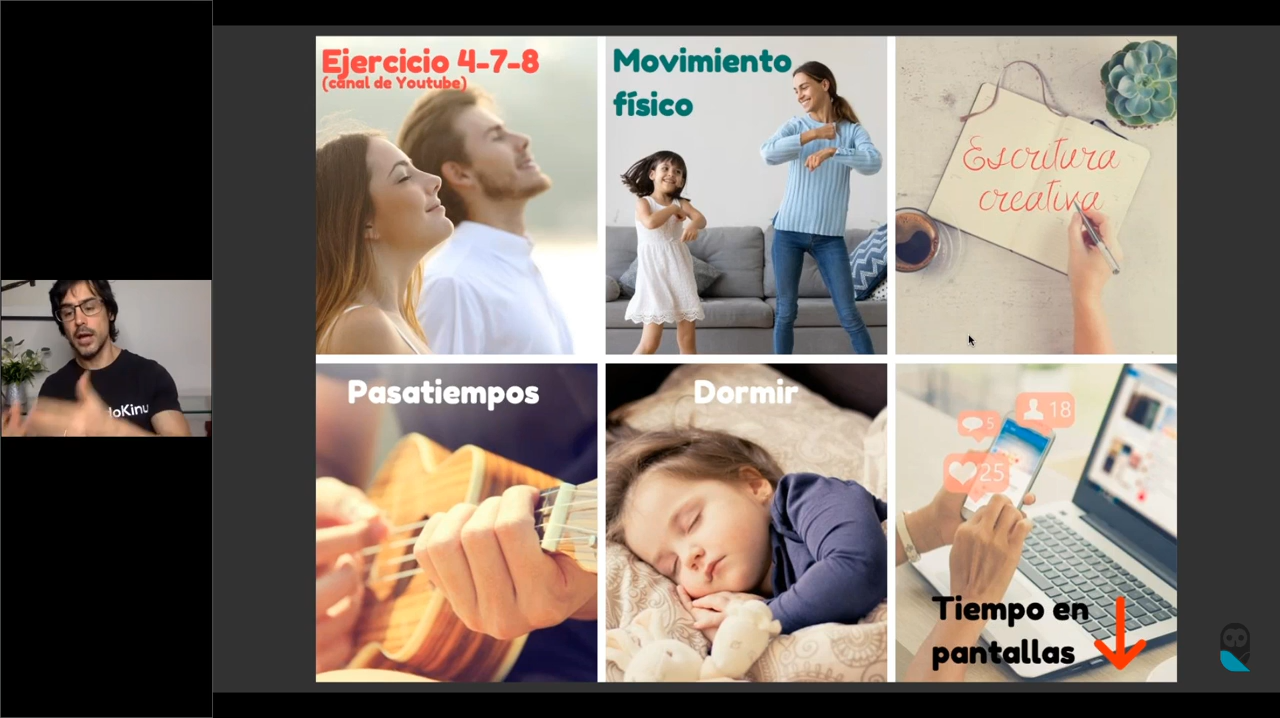 Ejercicio 4-7-8
(canal de Youtube)
Movimiento
físico
Escritura
creativa
Pasatiempos
Dormir
5
18
25
Tiempo en
pantallas